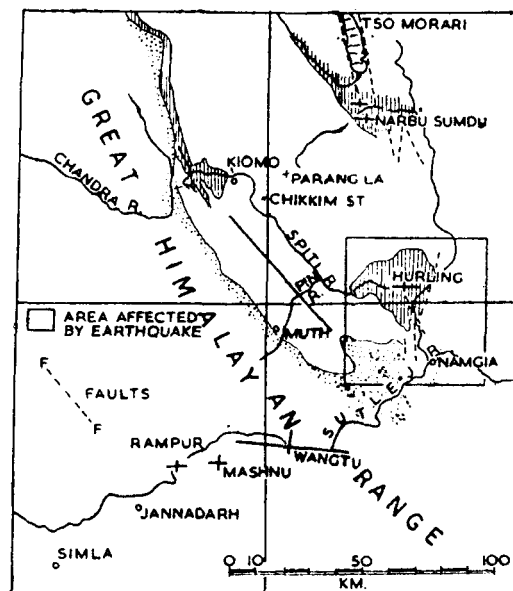 TSO MORARI
NARBU SUMDU
GREAT
KIOMO
PARANG LA
CHANDRA R.
CHIKKIM ST
SPITI R.
PIN R.
HURLING
AREA AFFECTED
BY EARTHQUAKE
HIMALAYAN
MUTH
NAMGIA
F
FAULTS
F
SUTLEJ R
RAMPUR
WANGTU
MASHNU
RANGE
JANNADARH
SIMLA
0 10 50 100
KM.